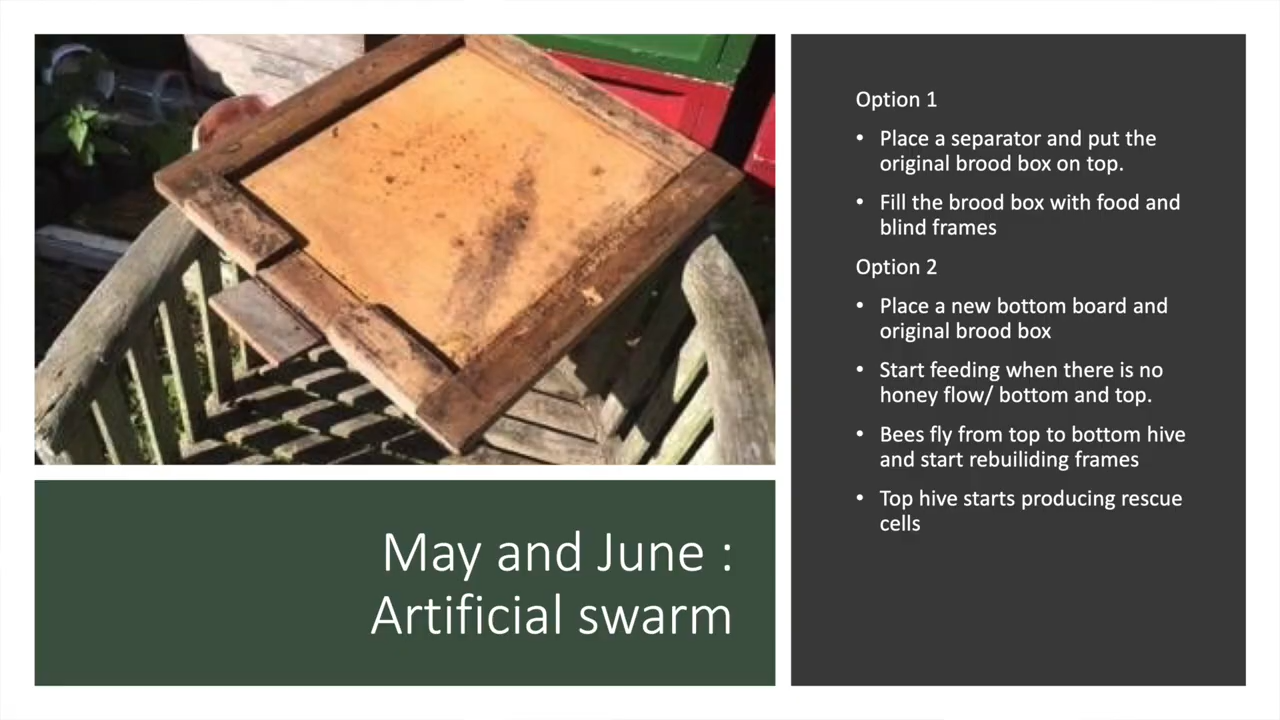 Option 1
• Place a separator and put the
original brood box on top.
• Fill the brood box with food and
blind frames
Option 2
• Place a new bottom board and
original brood box
• Start feeding when there is no
honey flow/ bottom and top.
• Bees fly from top to bottom hive
and start rebuiliding frames
• Top hive starts producing rescue
cells
May and June :
Artificial swarm